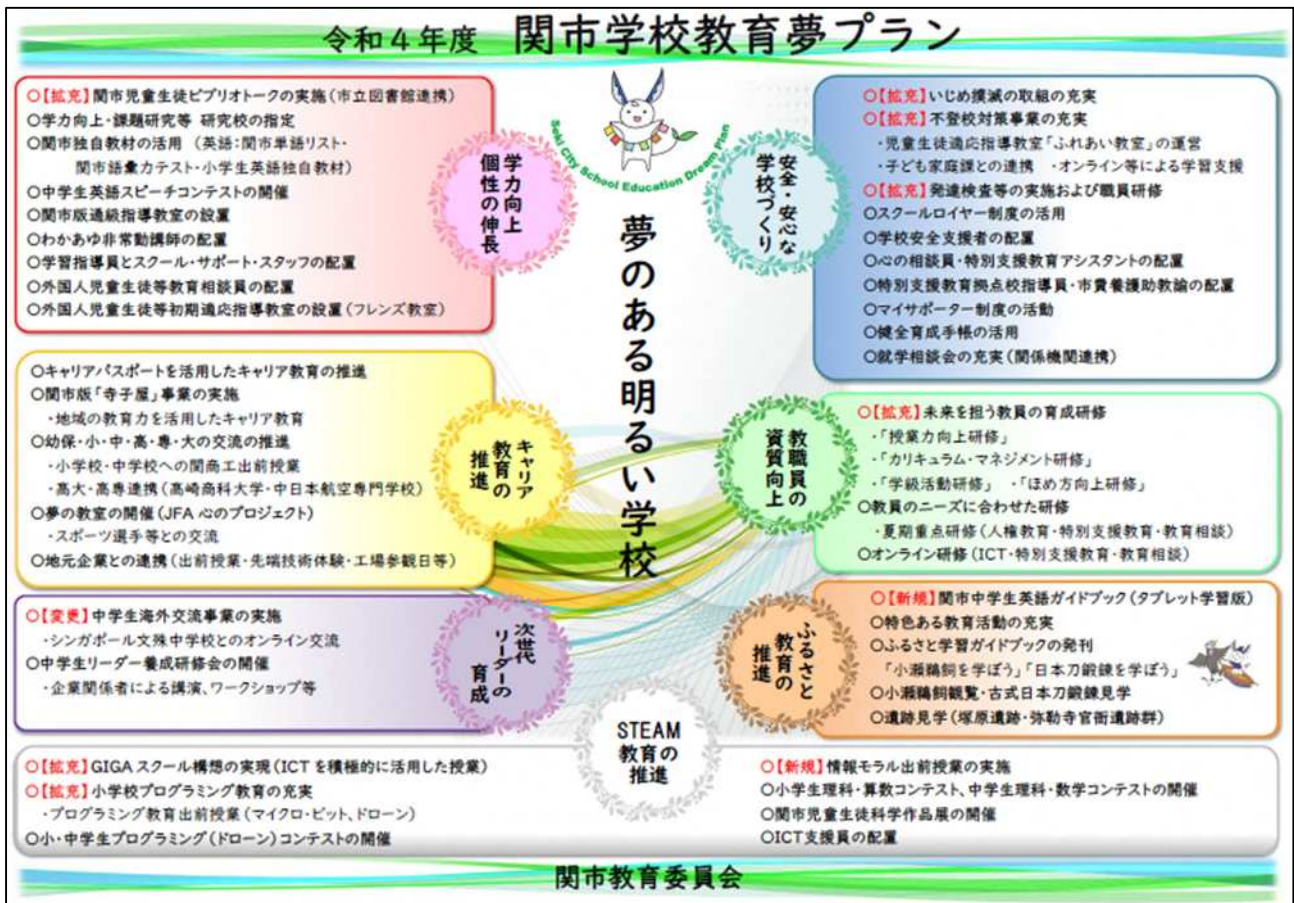 令和4年度 関市学校教育夢プラン
Seki City School Education Dream Plan
夢のある明るい学校
学力向上
個性の伸長
○【拡充】関市児童生徒ビブリオトークの実施(市立図書館連携)
○学力向上・課題研究等 研究校の指定
○関市独自教材の活用 (英語:関市単語リスト・
関市語彙力テスト・小学生英語独自教材)
○中学生英語スピーチコンテストの開催
○関市版通級指導教室の設置
○わかあゆ非常勤講師の配置
○学習指導員とスクール・サポート・スタッフの配置
○外国人児童生徒等教育相談員の配置
○外国人児童生徒等初期適応指導教室の設置(フレンズ教室)
安全・安心な
学校づくり
○【拡充】いじめ撲滅の取組の充実
○【拡充】不登校対策事業の充実
・児童生徒適応指導教室「ふれあい教室」の運営
・子ども家庭課との連携 ・オンライン等による学習支援
○【拡充】発達検査等の実施および職員研修
○スクールロイヤー制度の活用
○学校安全支援者の配置
○心の相談員・特別支援教育アシスタントの配置
○特別支援教育拠点校指導員・市費養護助教諭の配置
○マイサポーター制度の活動
○健全育成手帳の活用
○就学相談会の充実(関係機関連携)
キャリア
教育の
推進
○キャリアパスポートを活用したキャリア教育の推進
○関市版「寺子屋」事業の実施
・地域の教育力を活用したキャリア教育
○幼保・小・中・高・専・大の交流の推進
・小学校・中学校への関商工出前授業
・高大・高専連携(高崎商科大学・中日本航空専門学校)
○夢の教室の開催(JFA 心のプロジェクト)
・スポーツ選手等との交流
○地元企業との連携(出前授業・先端技術体験・工場参観日等)
教職員の
資質向上
○【拡充】未来を担う教員の育成研修
・「授業力向上研修」
・「カリキュラム・マネジメント研修」
・「学級活動研修」 ・「ほめ方向上研修」
○教員のニーズに合わせた研修
・夏期重点研修(人権教育・特別支援教育・教育相談)
○オンライン研修(ICT・特別支援教育・教育相談)
次世代
リーダーの
育成
○【変更】中学生海外交流事業の実施
・シンガポール文殊中学校とのオンライン交流
○中学生リーダー養成研修会の開催
・企業関係者による講演、ワークショップ等
ふるさと
教育の
推進
○【新規】関市中学生英語ガイドブック(タブレット学習版)
○特色ある教育活動の充実
○ふるさと学習ガイドブックの発刊
「小瀬鵜飼を学ぼう」「日本刀鍛錬を学ぼう」
○小瀬鵜飼観覧・古式日本刀鍛錬見学
○遺跡見学(塚原遺跡・弥勒寺官衙遺跡群)
STEAM
教育の
推進
○【拡充】GIGAスクール構想の実現(ICTを積極的に活用した授業)
○【拡充】小学校プログラミング教育の充実
・プログラミング教育出前授業(マイクロ・ビット、ドローン)
○小・中学生プログラミング(ドローン)コンテストの開催
○【新規】情報モラル出前授業の実施
○小学生理科・算数コンテスト、中学生理科・数学コンテストの開催
○関市児童生徒科学作品展の開催
○ICT支援員の配置
関市教育委員会